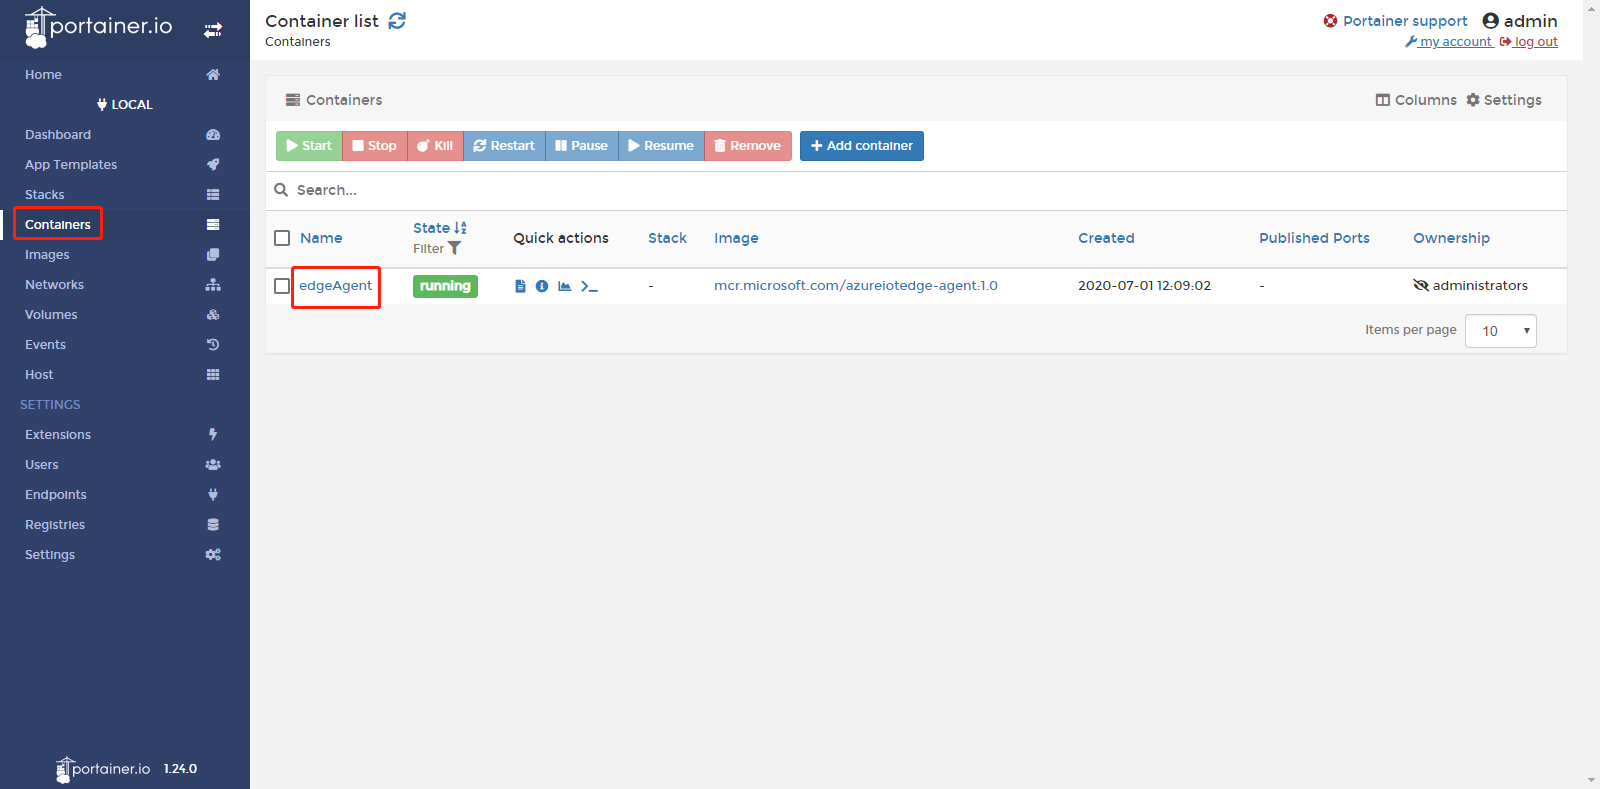 portainer.io
Home
LOCAL
Dashboard
App Templates
Stacks
Containers
Images
Networks
Volumes
Events
Host
SETTINGS
Extensions
Users
Endpoints
Registries
Settings
portainer.io 1.24.0
Container list
Containers
Portainer support admin
my account log out
Containers
Columns Settings
Start Stop Kill Restart Pause Resume Remove Add container
Search...
Name State Filter Quick actions Stack Image Created Published Ports Ownership
edgeAgent running - mcr.microsoft.com/azureiotedge-agent:1.0 2020-07-01 12:09:02 - administrators
Items per page 10